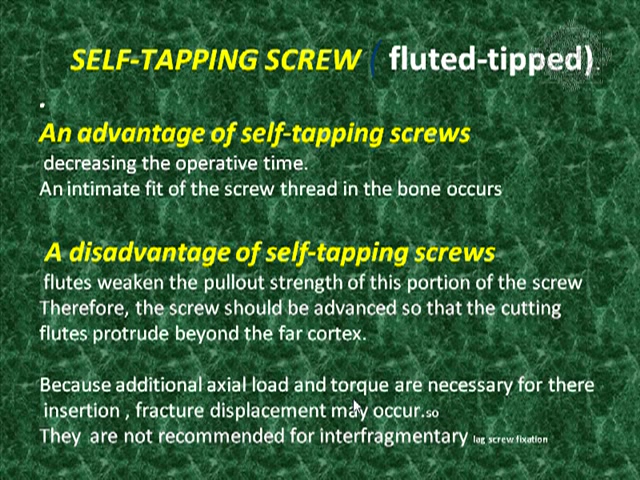 SELF-TAPPING SCREW ( fluted-tipped)
.
An advantage of self-tapping screws
decreasing the operative time.
An intimate fit of the screw thread in the bone occurs
A disadvantage of self-tapping screws
flutes weaken the pullout strength of this portion of the screw
Therefore, the screw should be advanced so that the cutting
flutes protrude beyond the far cortex.
Because additional axial load and torque are necessary for there
insertion , fracture displacement may occur.so
They are not recommended for interfragmentary lag screw fixation